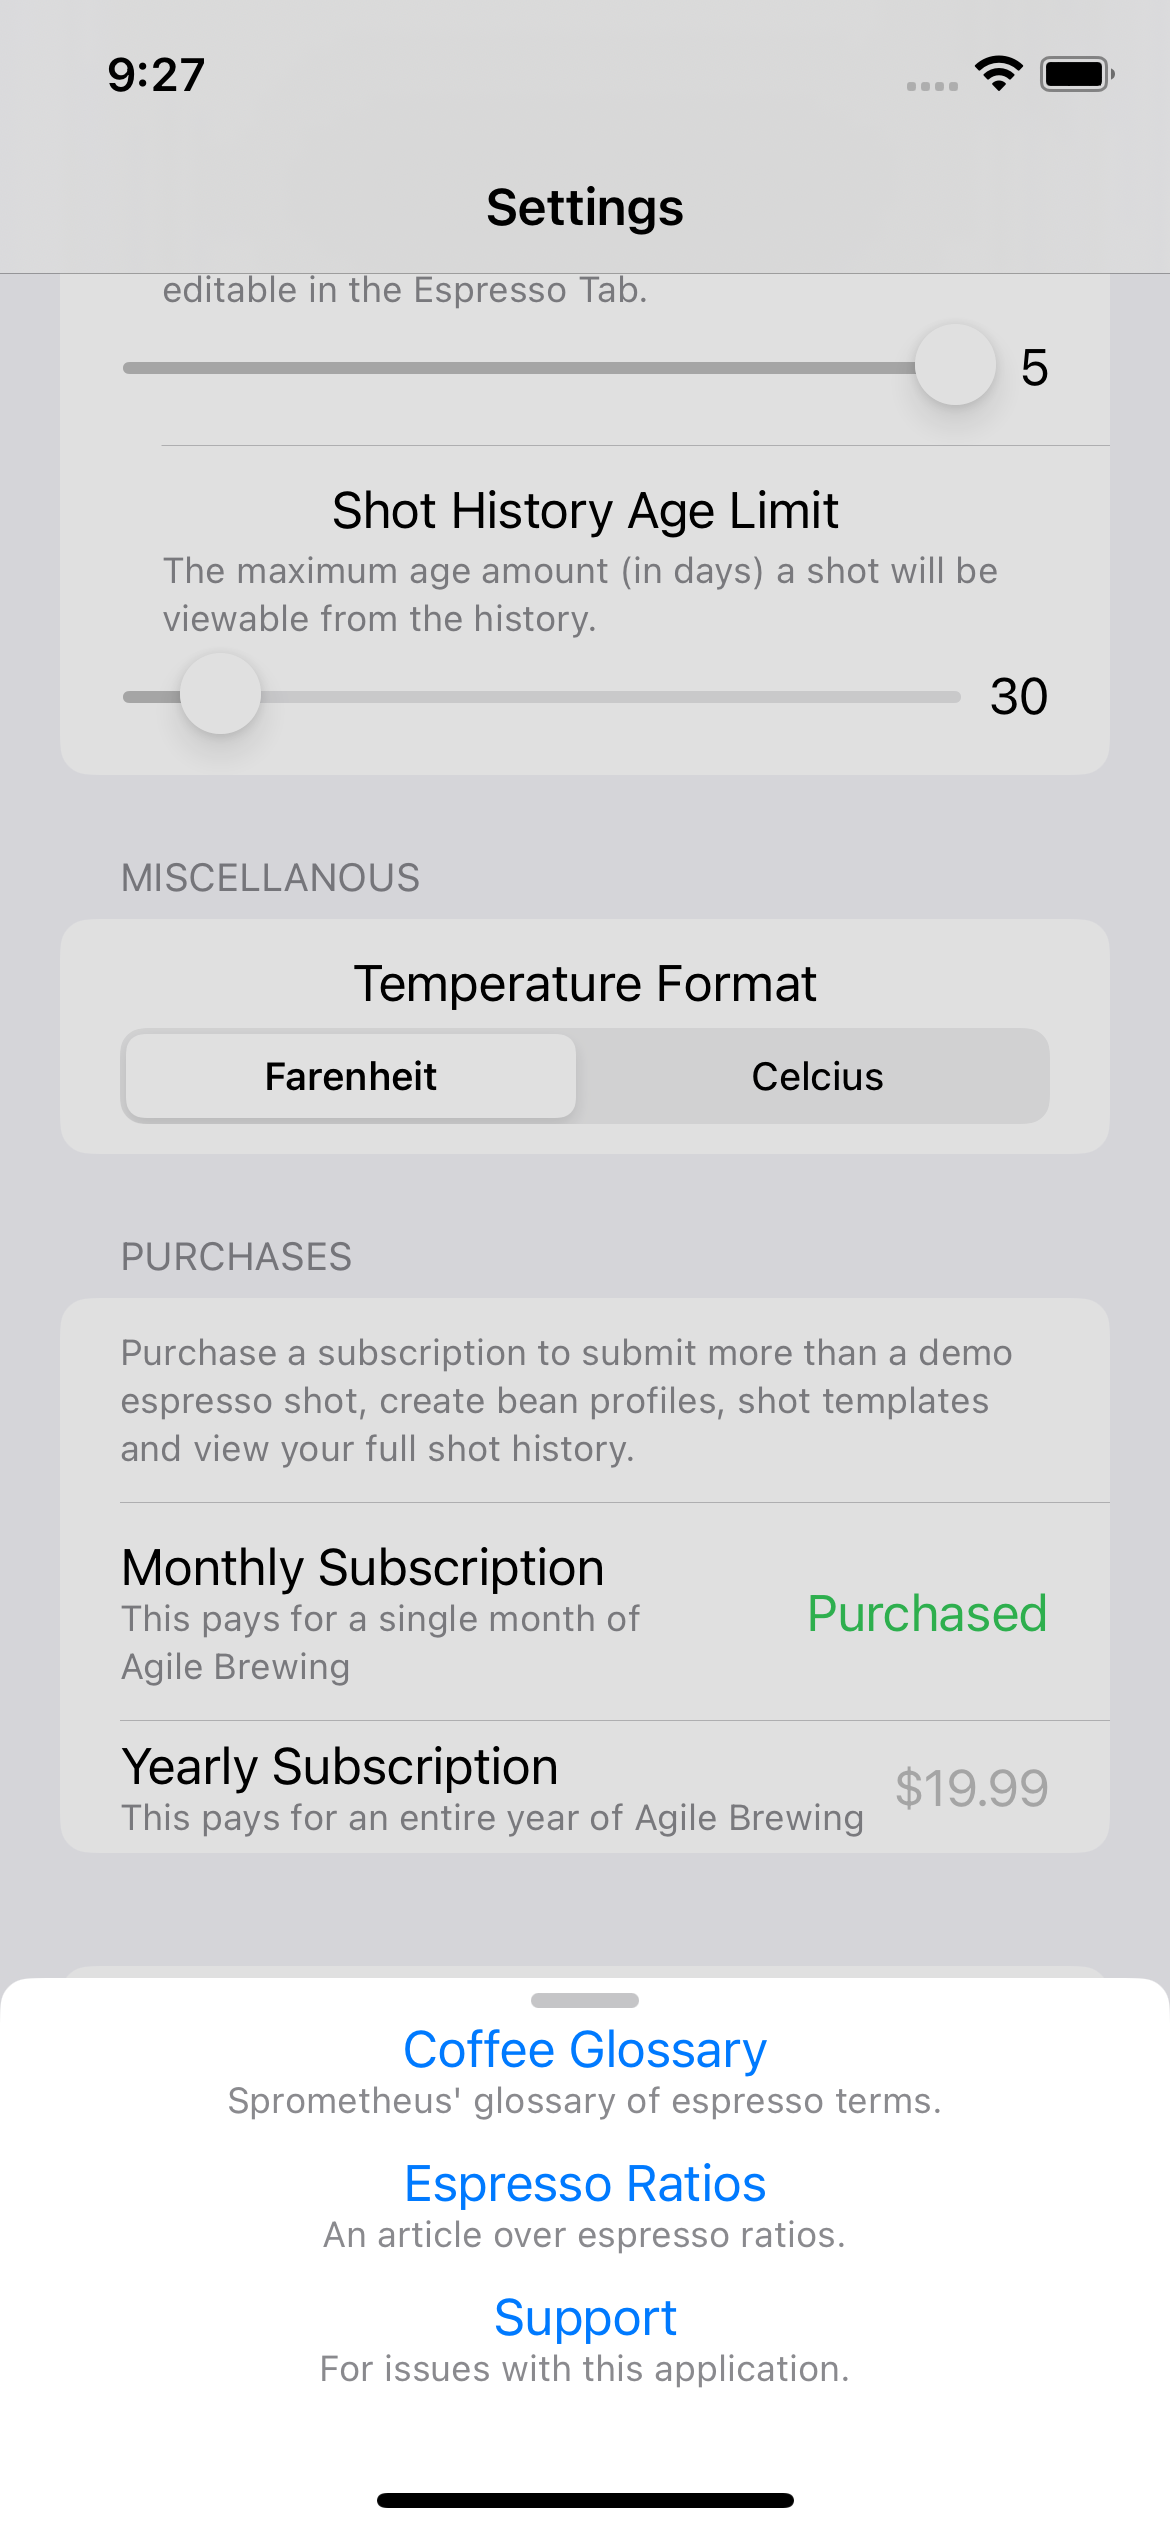 9:27
Settings
editable in the Espresso Tab.
5
Shot History Age Limit
The maximum age amount (in days) a shot will be
viewable from the history.
30
MISCELLANOUS
Temperature Format
Farenheit
Celcius
PURCHASES
Purchase a subscription to submit more than a demo
espresso shot, create bean profiles, shot templates
and view your full shot history.
Monthly Subscription
This pays for a single month of
Agile Brewing
Purchased
Yearly Subscription
This pays for an entire year of Agile Brewing
$19.99
Coffee Glossary
Sprometheus' glossary of espresso terms.
Espresso Ratios
An article over espresso ratios.
Support
For issues with this application.